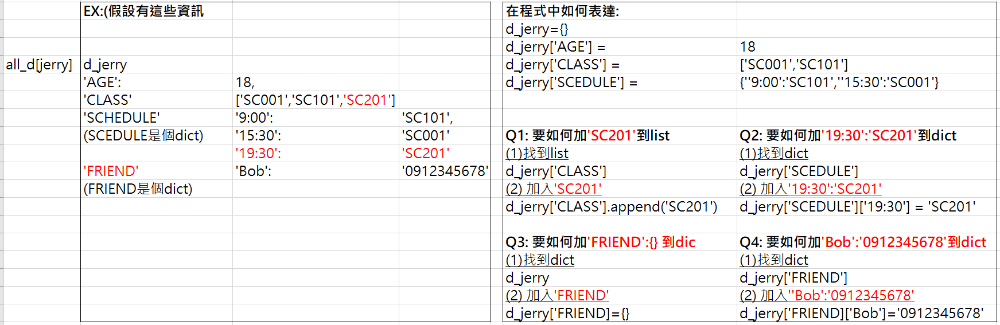 EX:(假設有這些資訊
all_d[jerry] d_jerry
'AGE': 18,
'CLASS' ['SC001','SC101','SC201']
'SCHEDULE' '9:00': 'SC101',
(SCEDULE是個dict) '15:30': 'SC001'
'19:30': 'SC201'
'FRIEND' 'Bob': '0912345678'
(FRIEND是個dict)
在程式中如何表達:
d_jerry={}
d_jerry['AGE'] = 18
d_jerry['CLASS'] = ['SC001','SC101']
d_jerry['SCEDULE'] = {''9:00':'SC101',''15:30':'SC001'}
Q1: 要如何加'SC201'到list
(1)找到list
d_jerry['CLASS']
(2) 加入'SC201'
d_jerry['CLASS'].append('SC201')
Q2: 要如何加'19:30':'SC201'到dict
(1)找到dict
d_jerry['SCEDULE']
(2) 加入'19:30':'SC201'
d_jerry['SCEDULE']['19:30'] = 'SC201'
Q3: 要如何加'FRIEND':{} 到dic
(1)找到dict
d_jerry
(2) 加入'FRIEND'
d_jerry['FRIEND]={}
Q4: 要如何加'Bob':'0912345678'到dict
(1)找到dict
d_jerry['FRIEND']
(2) 加入''Bob':'0912345678'
d_jerry['FRIEND]['Bob']='0912345678'